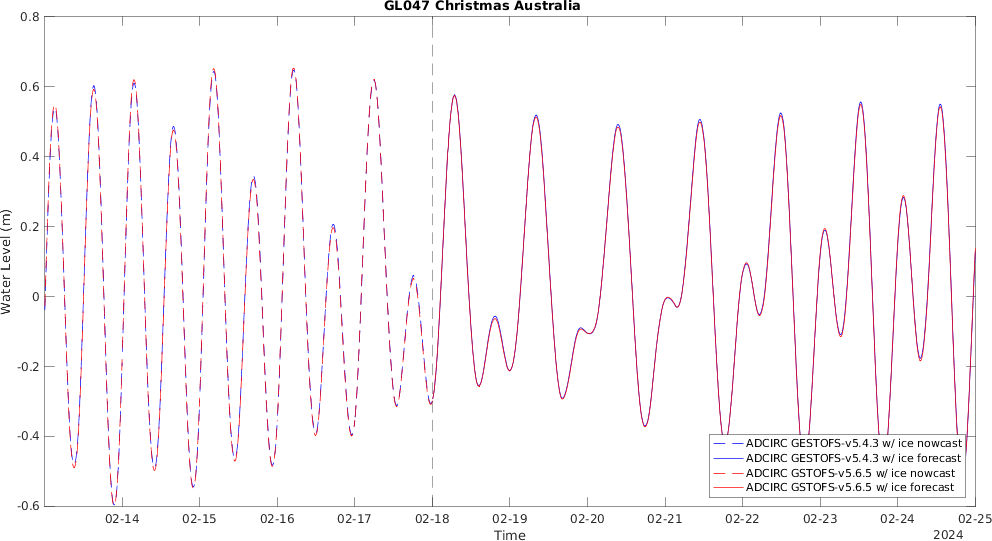 GL047 Christmas Australia
0.8
0.6
0.4
0.2
0
-0.2
-0.4
-0.6
Water Level (m)
ADCIRC GESTOFS-v5.4.3 w/ ice nowcast
ADCIRC GESTOFS-v5.4.3 w/ ice forecast
ADCIRC GSTOFS-v5.6.5 w/ ice nowcast
ADCIRC GSTOFS-v5.6.5 w/ ice forecast
02-14 02-15 02-16 02-17 02-18 02-19 02-20 02-21 02-22 02-23 02-24 02-25
Time
2024